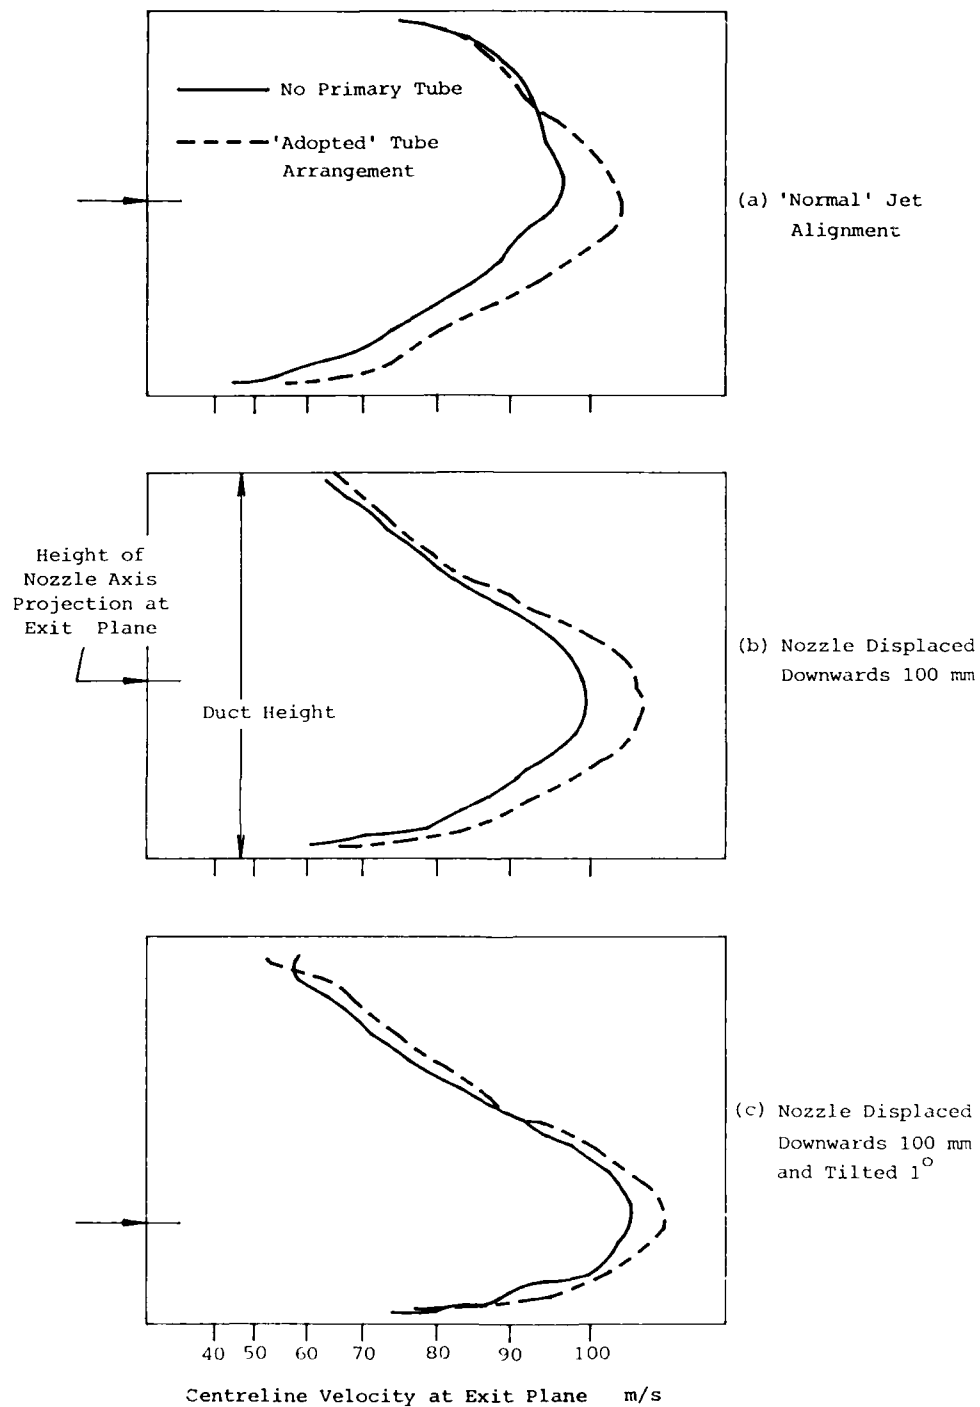 No Primary Tube
'Adopted' Tube
Arrangement
(a) 'Normal' Jet
Alignment
Height of
Nozzle Axis
Projection at
Exit Plane
Duct Height
(b) Nozzle Displaced
Downwards 100 mm
(c) Nozzle Displaced
Downwards 100 mm
and Tilted 1°
40 50 60 70 80 90 100
Centreline Velocity at Exit Plane m/s